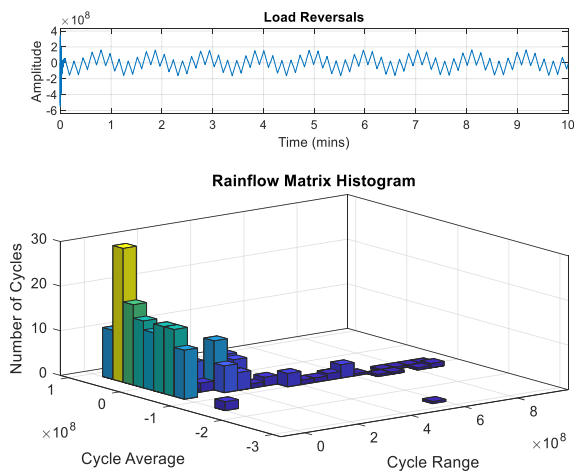 Load Reversals
×10^8
Amplitude
4
2
0
-2
-4
-6
0 1 2 3 4 5 6 7 8 9 10
Time (mins)
Rainflow Matrix Histogram
Number of Cycles
30
20
10
0
1 0 -1 -2 -3
0 2 4 6 8
×10^8
×10^8
Cycle Average
Cycle Range